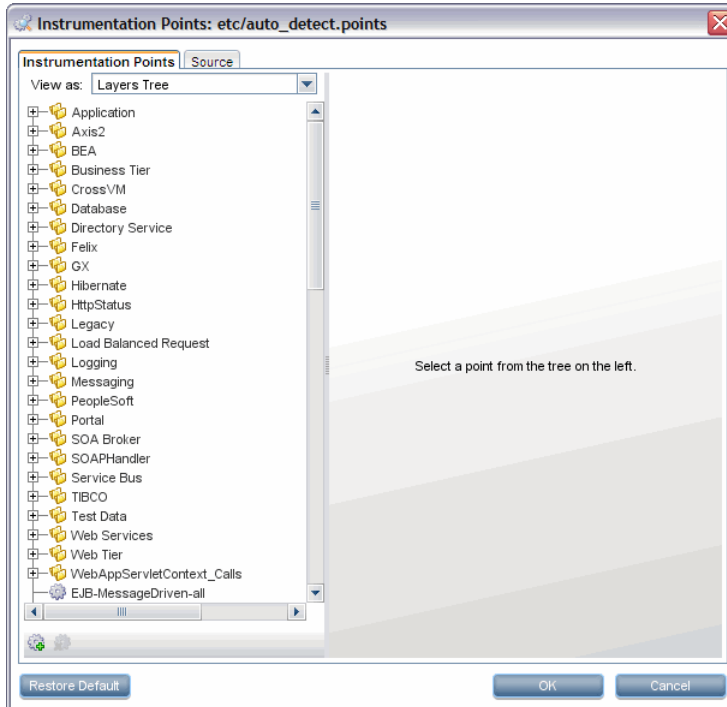 Instrumentation Points: etc/auto_detect.points
Instrumentation Points
Source
View as: Layers Tree
Application
Axis2
BEA
Business Tier
CrossVM
Database
Directory Service
Felix
GX
Hibernate
HttpStatus
Legacy
Load Balanced Request
Logging
Messaging
PeopleSoft
Portal
SOA Broker
SOAPHandler
Service Bus
TIBCO
Test Data
Web Services
Web Tier
WebAppServletContext_Calls
EJB-MessageDriven-all
Select a point from the tree on the left.
Restore Default
OK
Cancel